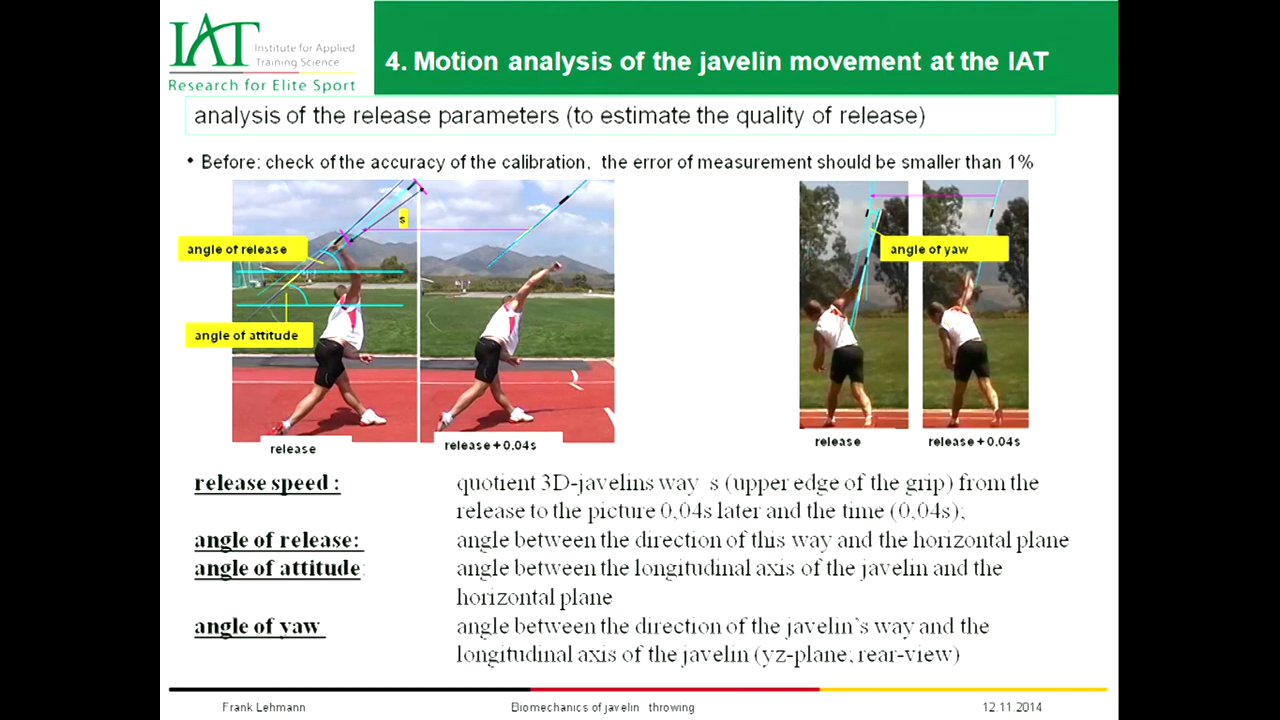 IAT
Institute for Applied
Training Science
Research for Elite Sport
4. Motion analysis of the javelin movement at the IAT
analysis of the release parameters (to estimate the quality of release)
• Before: check of the accuracy of the calibration, the error of measurement should be smaller than 1%
s
angle of release
angle of attitude
angle of yaw
release
release + 0,04s
release
release + 0,04s
release speed :
quotient 3D-javelins way s (upper edge of the grip) from the
release to the picture 0,04s later and the time (0,04s);
angle of release:
angle between the direction of this way and the horizontal plane
angle of attitude:
angle between the longitudinal axis of the javelin and the
horizontal plane
angle of yaw
angle between the direction of the javelin's way and the
longitudinal axis of the javelin (yz-plane; rear-view)
Frank Lehmann
Biomechanics of javelin throwing
12.11.2014